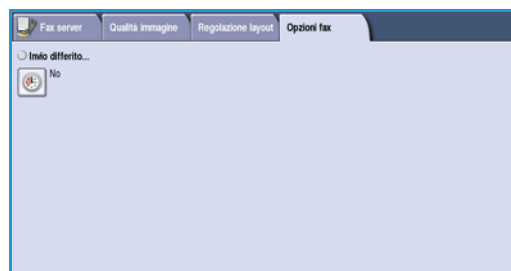 Fax server Qualità immagine Regolazione layout Opzioni fax
Invio differito...
No